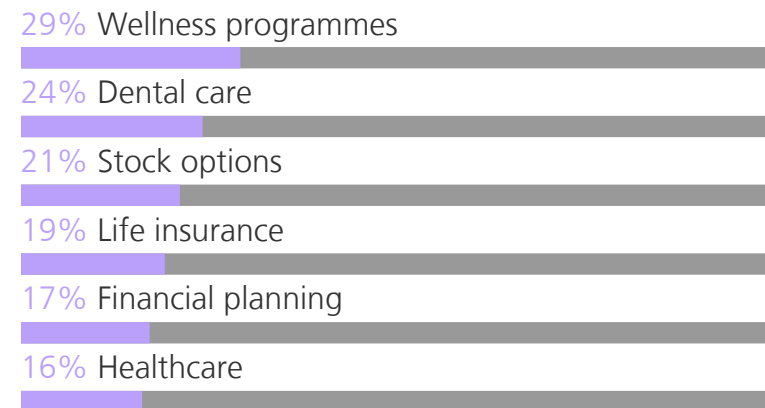 29% Wellness programmes
24% Dental care
21% Stock options
19% Life insurance
17% Financial planning
16% Healthcare